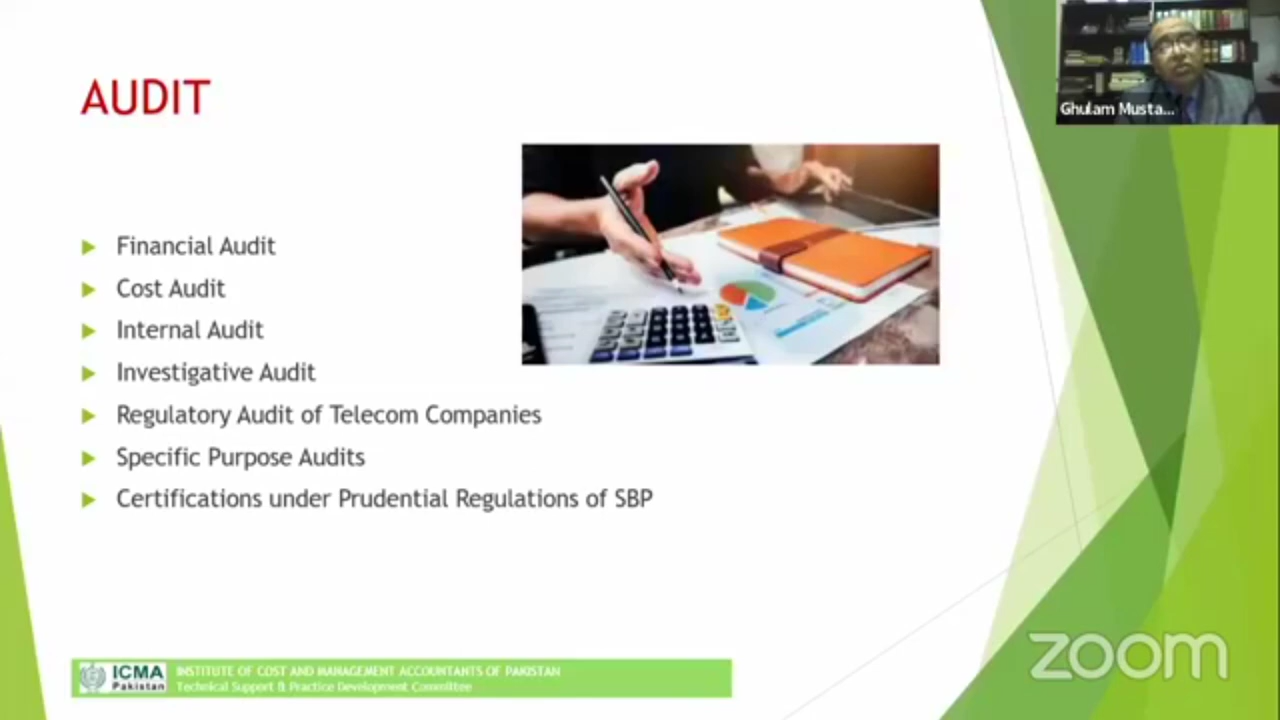 AUDIT
Ghulam Musta...
Financial Audit
Cost Audit
Internal Audit
Investigative Audit
Regulatory Audit of Telecom Companies
Specific Purpose Audits
Certifications under Prudential Regulations of SBP
ICMA
Pakistan
INSTITUTE OF COST AND MANAGEMENT ACCOUNTANTS OF PAKISTAN
Technical Support & Practice Development Committee
zoom